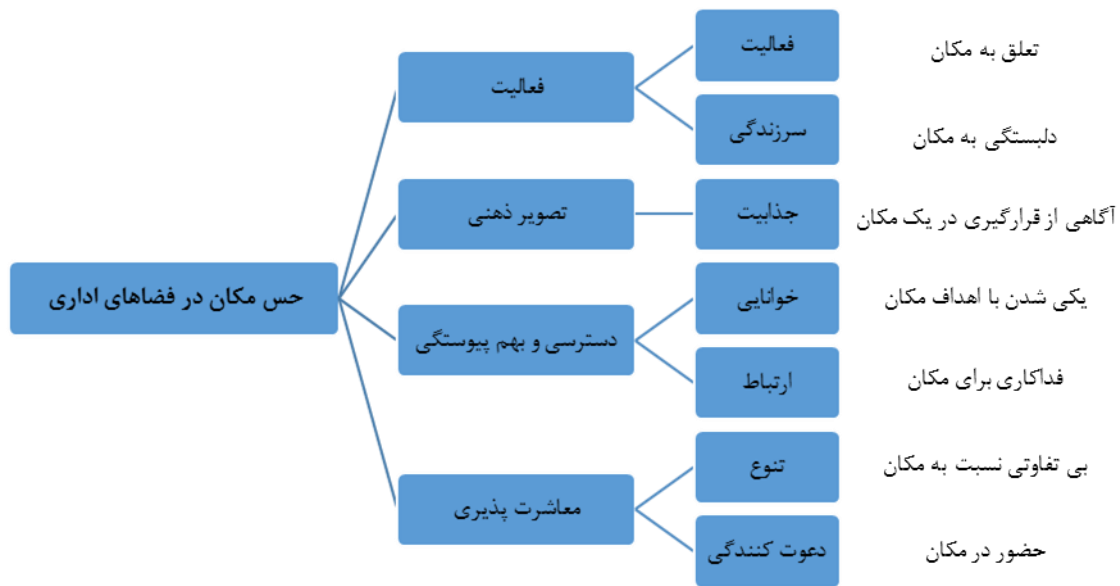 حس مکان در فضاهای اداری
فعالیت
تصویر ذهنی
دسترسی و بهم پیوستگی
معاشرت پذیری
فعالیت
سرزندگی
جذابیت
خوانایی
ارتباط
تنوع
دعوت کنندگی
تعلق به مکان
دلبستگی به مکان
آگاهی از قرارگیری در یک مکان
یکی شدن با اهداف مکان
فداکاری برای مکان
بی تفاوتی نسبت به مکان
حضور در مکان